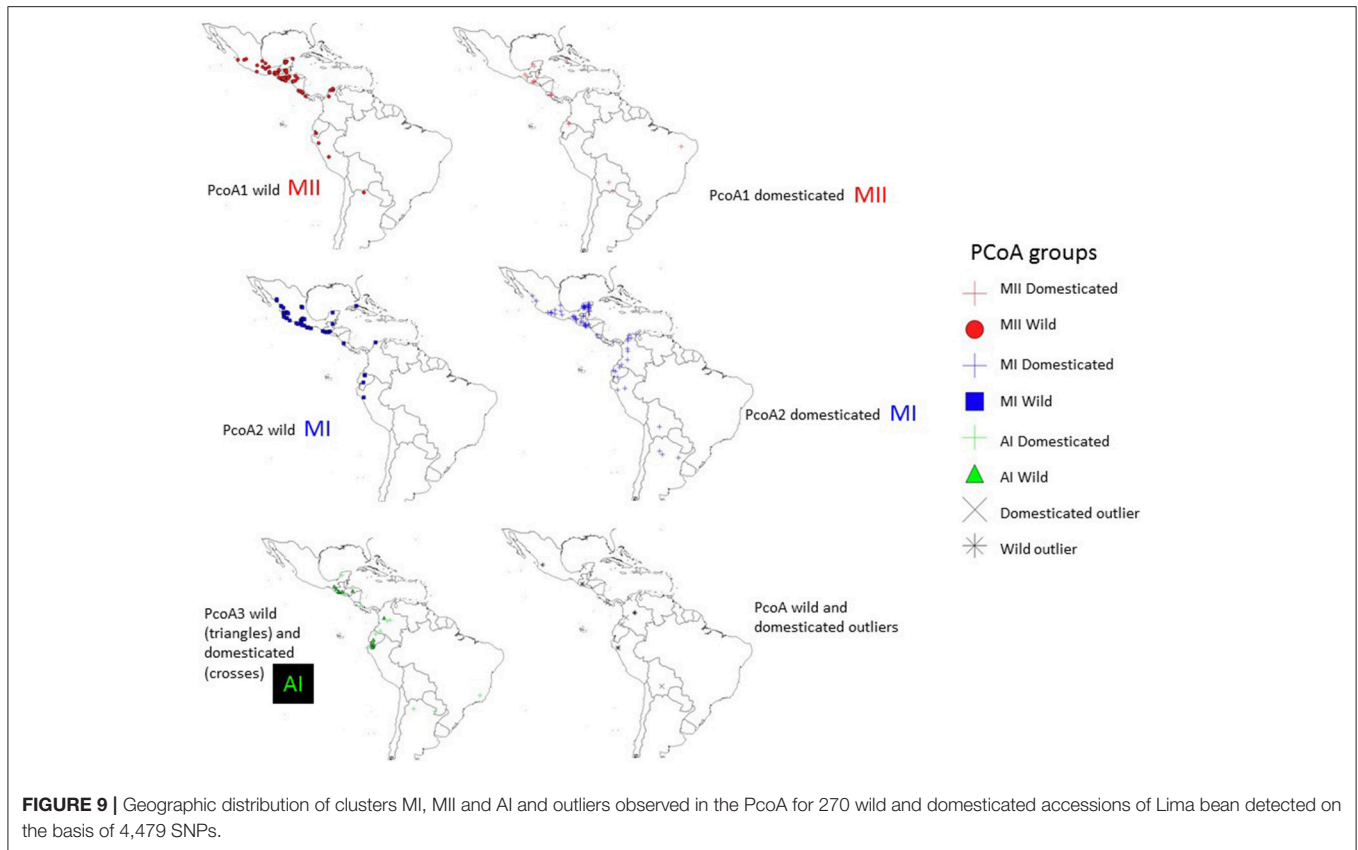 PcoA1 wild MII
PcoA1 domesticated MII
PcoA2 wild MI
PcoA2 domesticated MI
PcoA3 wild
(triangles) and
domesticated
(crosses)
AI
PcoA wild and
domesticated outliers
PCoA groups
MII Domesticated
MII Wild
MI Domesticated
MI Wild
AI Domesticated
AI Wild
Domesticated outlier
Wild outlier
FIGURE 9 | Geographic distribution of clusters MI, MII and AI and outliers observed in the PcoA for 270 wild and domesticated accessions of Lima bean detected on
the basis of 4,479 SNPs.